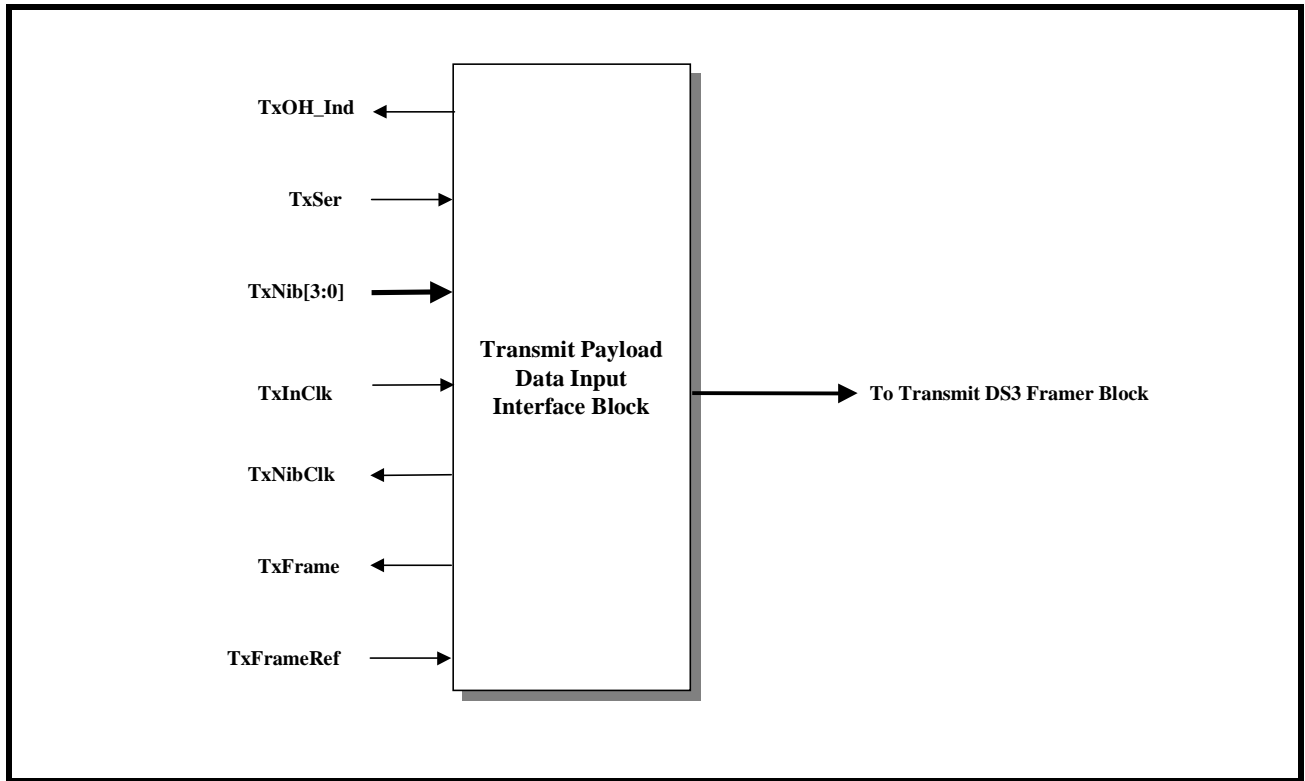 TxOH_Ind
TxSer
TxNib[3:0]
TxInClk
TxNibClk
TxFrame
TxFrameRef
Transmit Payload
Data Input
Interface Block
To Transmit DS3 Framer Block